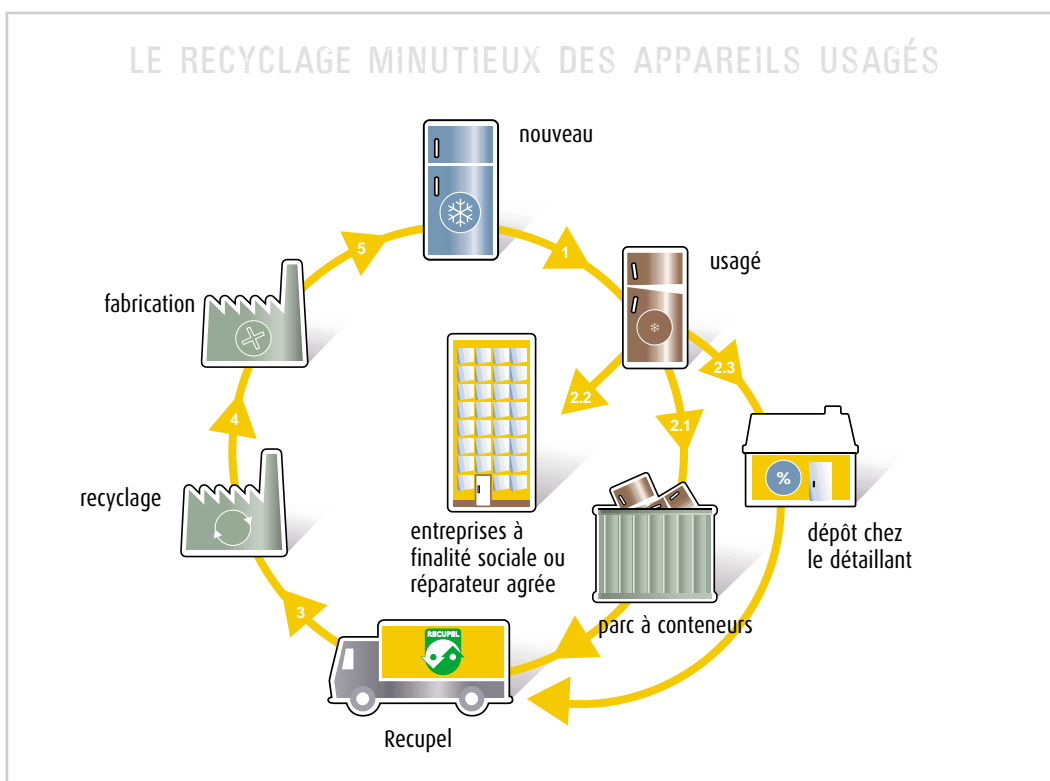 LE RECYCLAGE MINUTIEUX DES APPAREILS USAGÉS
nouveau
5
1
usagé
fabrication
2.3
2.2
4
2.1
%
recyclage
entreprises à
finalité sociale ou
réparateur agrée
dépôt chez
le détaillant
3
parc à conteneurs
RECUPEL
Recupel